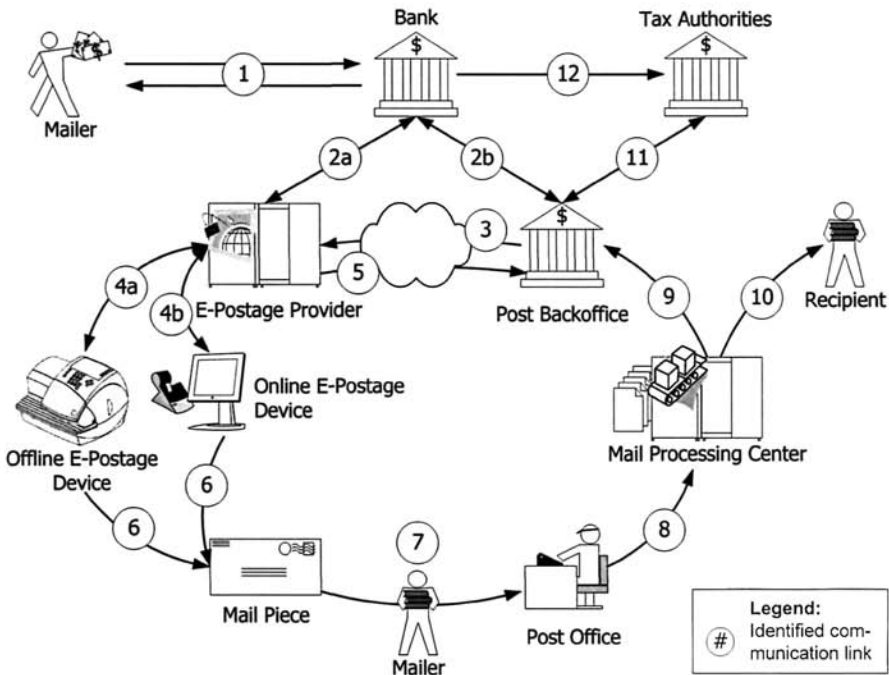 Bank
Tax Authorities
$
$
1
12
Mailer
2a
2b
11
$
3
5
4a
4b
E-Postage Provider
Post Backoffice
9
10
Recipient
Online E-Postage
Device
Offline E-Postage
Device
Mail Processing Center
6
6
7
8
Mail Piece
Mailer
Post Office
Legend:
# Identified com-
munication link